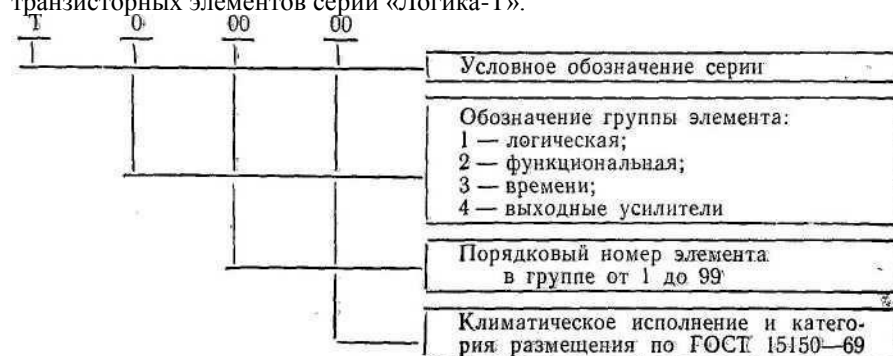 транзисторных элементов серии «Логика-Т».
Т 0 00 00
Условное обозначение серии
Обозначение группы элемента:
1 — логическая;
2 — функциональная;
3 — времени;
4 — выходные усилители
Порядковый номер элемента
в группе от 1 до 99
Климатическое исполнение и катего-
рия размещения по ГОСТ 15150—69